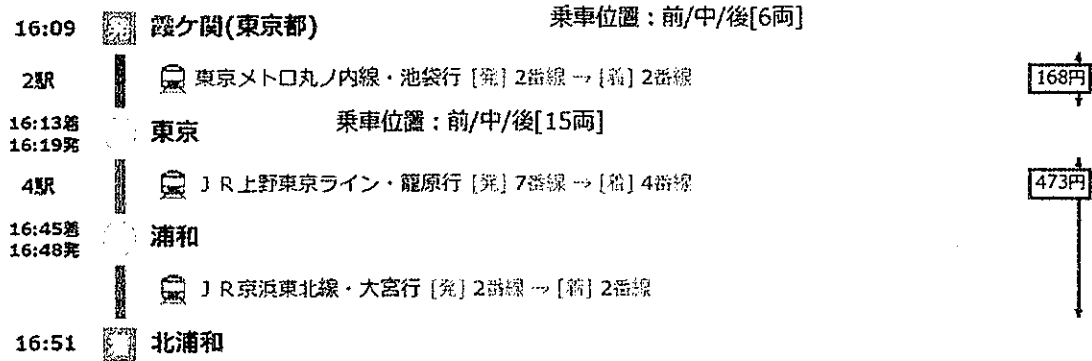 16:09 発 霞ケ関(東京都) 乗車位置：前/中/後[6両]
2駅 東京メトロ丸ノ内線・池袋行 [発] 2番線 → [着] 2番線 168円
16:13着
16:19発
東京 乗車位置：前/中/後[15両]
4駅 JR上野東京ライン・籠原行 [発] 7番線 → [着] 4番線 473円
16:45着
16:48発
浦和
JR京浜東北線・大宮行 [発] 2番線 → [着] 2番線
16:51 北浦和